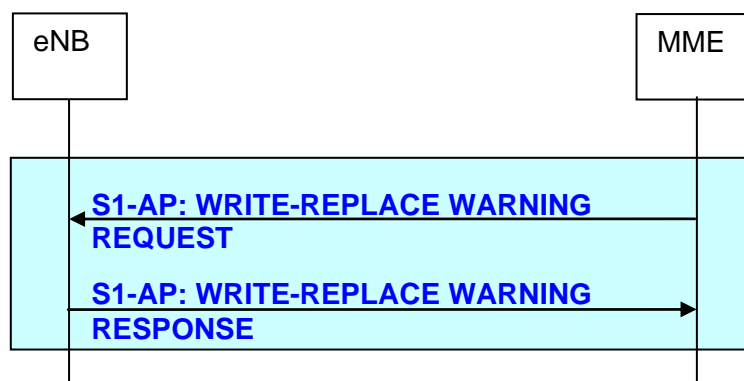 eNB
MME
S1-AP: WRITE-REPLACE WARNING
REQUEST
S1-AP: WRITE-REPLACE WARNING
RESPONSE